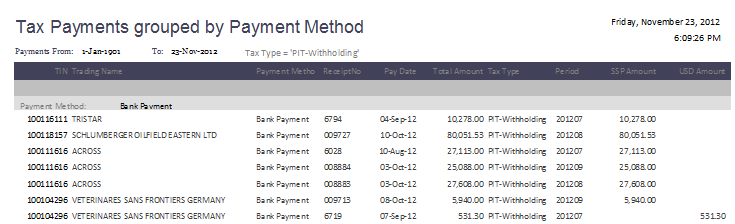 Tax Payments grouped by Payment Method
Friday, November 23, 2012
6:09:26 PM
Payments From: 1-Jan-1901 To: 23-Nov-2012 Tax Type = 'PIT-Withholding'
TIN Trading Name Payment Metho ReceiptNo Pay Date Total Amount Tax Type Period SSP Amount USD Amount
Payment Method: Bank Payment
100116111 TRISTAR Bank Payment 6794 04-Sep-12 10,278.00 PIT-Withholding 201207 10,278.00
100118157 SCHLUMBERGER OILFIELD EASTERN LTD Bank Payment 009727 10-Oct-12 80,051.53 PIT-Withholding 201208 80,051.53
100111616 ACROSS Bank Payment 6028 10-Aug-12 27,113.00 PIT-Withholding 201207 27,113.00
100111616 ACROSS Bank Payment 008884 03-Oct-12 25,088.00 PIT-Withholding 201209 25,088.00
100111616 ACROSS Bank Payment 008883 03-Oct-12 27,608.00 PIT-Withholding 201208 27,608.00
100104296 VETERINARES SANS FRONTIERS GERMANY Bank Payment 009713 08-Oct-12 5,940.00 PIT-Withholding 201209 5,940.00
100104296 VETERINARES SANS FRONTIERS GERMANY Bank Payment 6719 07-Sep-12 531.30 PIT-Withholding 201207 531.30